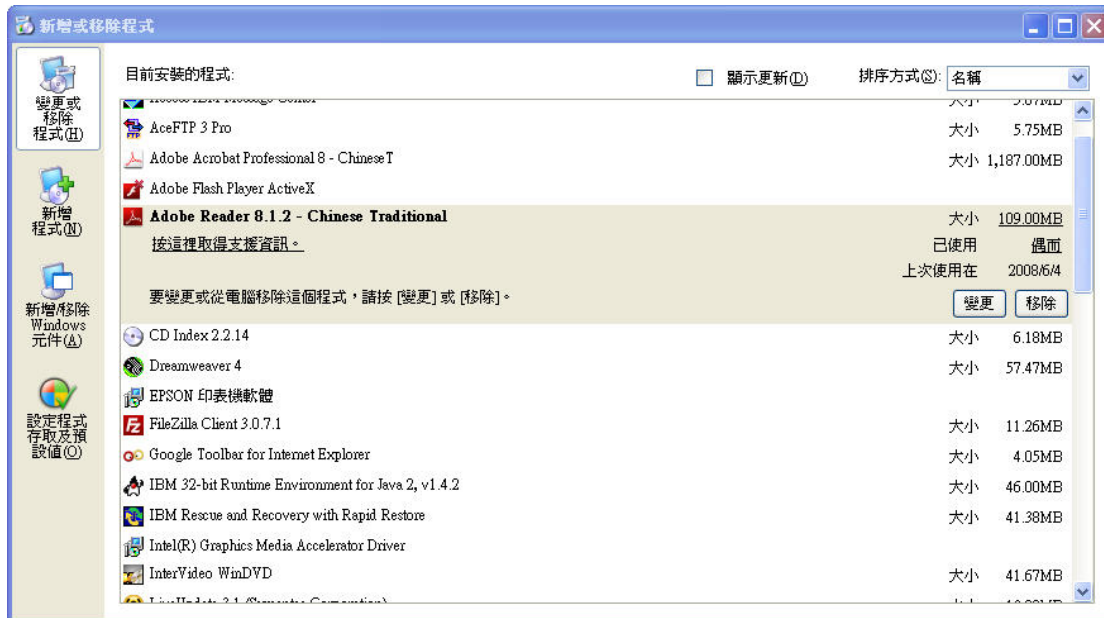 新增或移除程式
變更或
移除
程式(H)
新增
程式(N)
新增/移除
Windows
元件(A)
設定程式
存取及預
設值(O)
目前安裝的程式:
顯示更新(D)
排序方式(S): 名稱
AceFTP 3 Pro 大小 5.75MB
Adobe Acrobat Professional 8 - ChineseT 大小 1,187.00MB
Adobe Flash Player ActiveX
Adobe Reader 8.1.2 - Chinese Traditional 大小 109.00MB
按這裡取得支援資訊。 已使用 偶而
上次使用在 2008/6/4
要變更或從電腦移除這個程式，請按 [變更] 或 [移除]。 變更 移除
CD Index 2.2.14 大小 6.18MB
Dreamweaver 4 大小 57.47MB
EPSON 印表機軟體
FileZilla Client 3.0.7.1 大小 11.26MB
Google Toolbar for Internet Explorer 大小 4.05MB
IBM 32-bit Runtime Environment for Java 2, v1.4.2 大小 46.00MB
IBM Rescue and Recovery with Rapid Restore 大小 41.38MB
Intel(R) Graphics Media Accelerator Driver
InterVideo WinDVD 大小 41.67MB